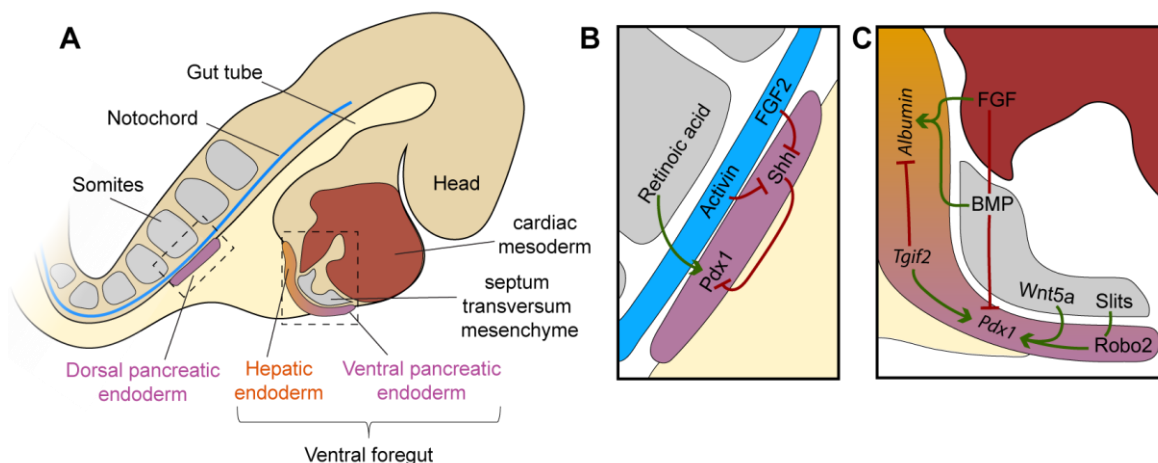 A
Gut tube
Notochord
Somites
Head
cardiac
mesoderm
septum
transversum
mesenchyme
Dorsal pancreatic
endoderm
Hepatic
endoderm
Ventral pancreatic
endoderm
Ventral foregut
B
Retinoic acid
FGF2
Activin
Shh
Pdx1
C
Albumin
FGF
BMP
Tgif2
Wnt5a
Slits
Pdx1
Robo2